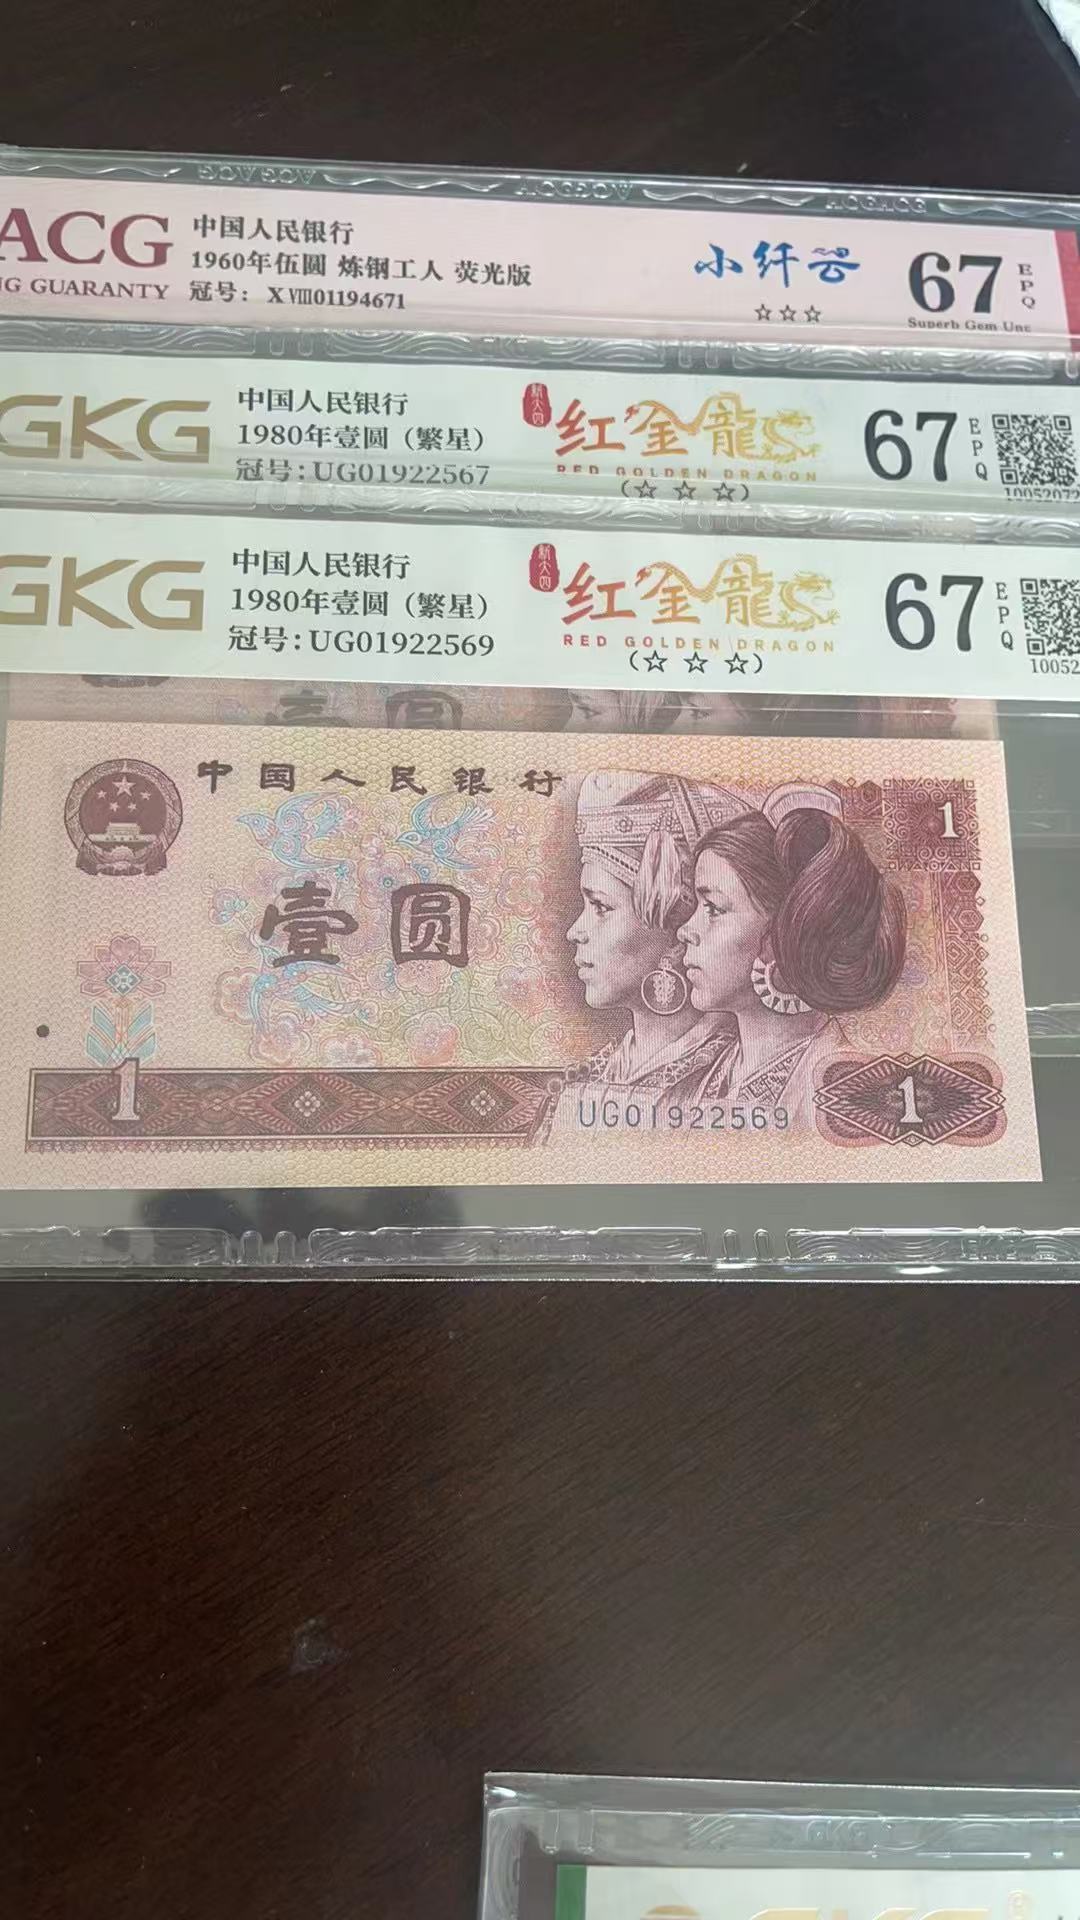 ACG
中国人民银行
1960年伍圆 炼钢工人 荧光版
NG GUARANTY
冠号: XⅧ01194671
小纤云
☆☆☆
67
EPQ
Superb Gem Unc
GKG
中国人民银行
1980年壹圆（繁星）
冠号:UG01922567
红金龍
RED GOLDEN DRAGON
(☆ ☆ ☆)
67
EPQ
10052072
GKG
中国人民银行
1980年壹圆（繁星）
冠号:UG01922569
红金龍
RED GOLDEN DRAGON
(☆ ☆ ☆)
67
EPQ
10052
壹圆
中国人民银行
1
壹圆
1
UG01922569
1
GKG